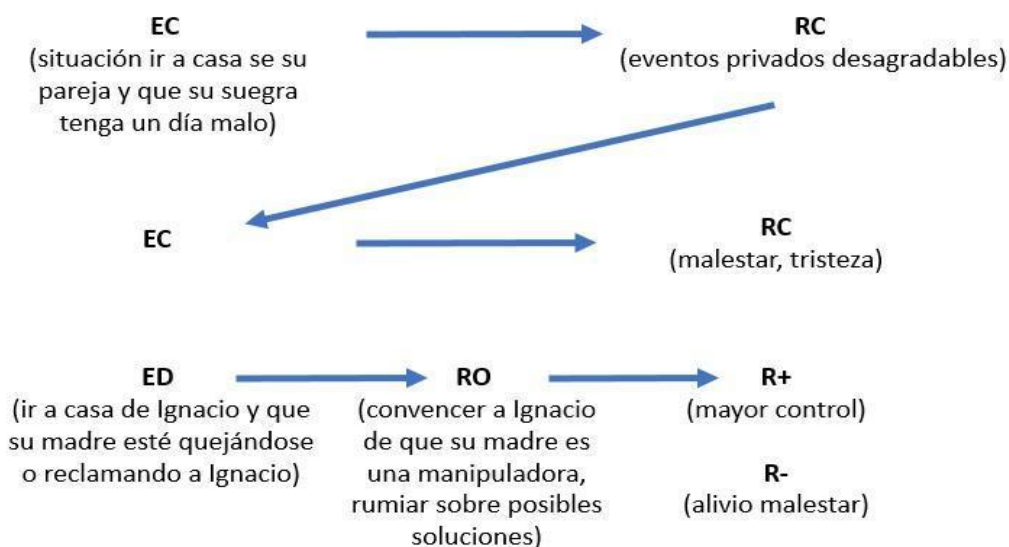 EC
(situación ir a casa se su
pareja y que su suegra
tenga un día malo)
RC
(eventos privados desagradables)
EC
RC
(malestar, tristeza)
ED
(ir a casa de Ignacio y que
su madre esté quejándose
o reclamando a Ignacio)
RO
(convencer a Ignacio
de que su madre es
una manipuladora,
rumiar sobre posibles
soluciones)
R+
(mayor control)
R-
(alivio malestar)